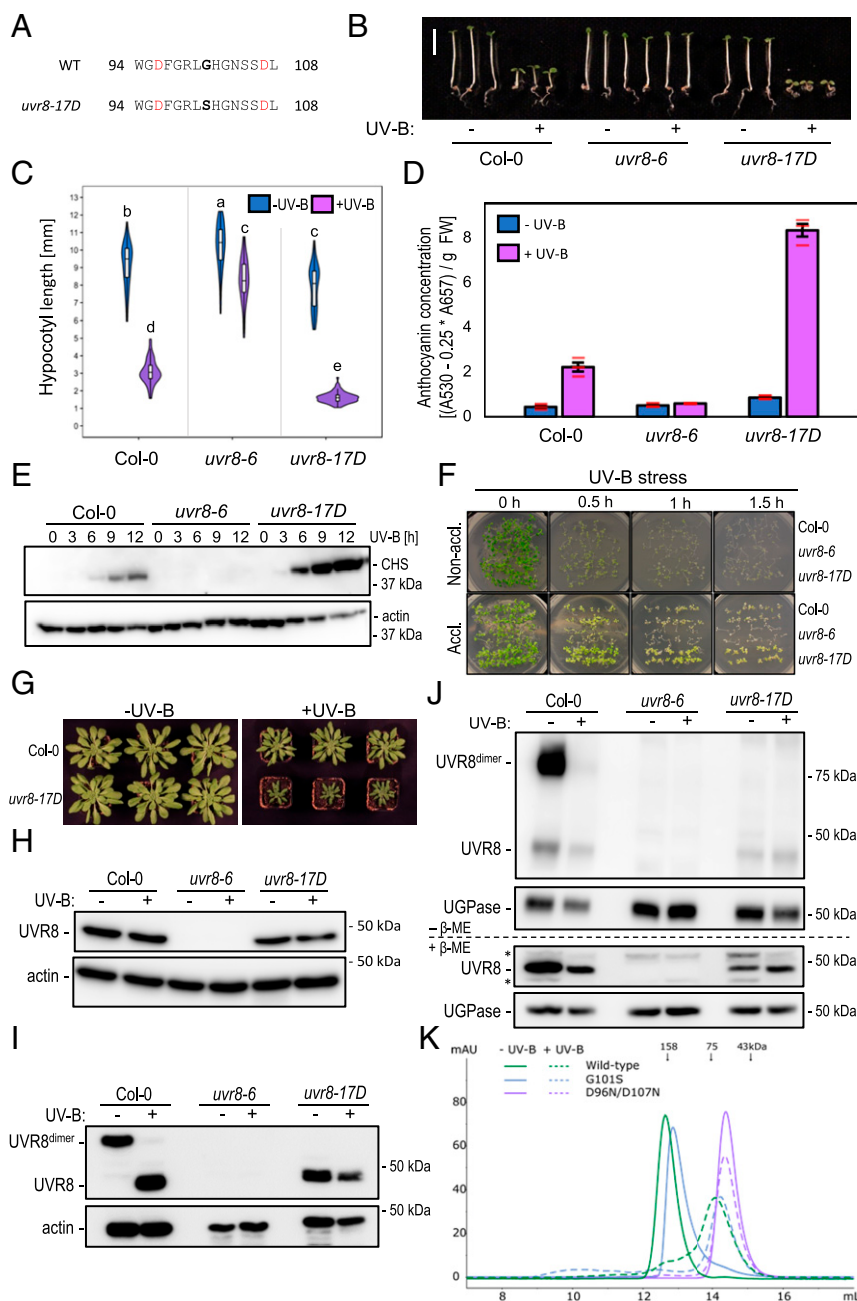 A
WT 94 WGDFGRLGHGNSSDL 108
uvr8-17D 94 WGDFGRLSHGNSSDL 108
B
UV-B: - + - + - +
Col-0 uvr8-6 uvr8-17D
C
-UV-B +UV-B
Hypocotyl length [mm]
13
12
11
10
9
8
7
6
5
4
3
2
1
0
b d a c c e
Col-0 uvr8-6 uvr8-17D
D
- UV-B
+ UV-B
Anthocyanin concentration
[(A530 - 0.25 * A657) / g FW]
8
6
4
2
0
Col-0 uvr8-6 uvr8-17D
E
Col-0 uvr8-6 uvr8-17D
0 3 6 9 12 0 3 6 9 12 0 3 6 9 12 UV-B [h]
- CHS
- 37 kDa
- actin
- 37 kDa
F
UV-B stress
0 h 0.5 h 1 h 1.5 h
Non-accl.
Col-0
uvr8-6
uvr8-17D
Accl.
Col-0
uvr8-6
uvr8-17D
G
-UV-B +UV-B
Col-0
uvr8-17D
H
Col-0 uvr8-6 uvr8-17D
UV-B: - + - + - +
UVR8 - - 50 kDa
actin - - 50 kDa
I
Col-0 uvr8-6 uvr8-17D
UV-B: - + - + - +
UVR8dimer -
- 50 kDa
UVR8 -
- 50 kDa
actin -
J
Col-0 uvr8-6 uvr8-17D
UV-B: - + - + - +
UVR8dimer -
- 75 kDa
- 50 kDa
UVR8 -
UGPase - - 50 kDa
- β-ME
+ β-ME
*
UVR8 - - 50 kDa
*
UGPase - - 50 kDa
K
mAU - UV-B + UV-B 158 75 43kDa
↓ ↓ ↓
Wild-type
G101S
D96N/D107N
80
60
40
20
0
8 10 12 14 16 mL